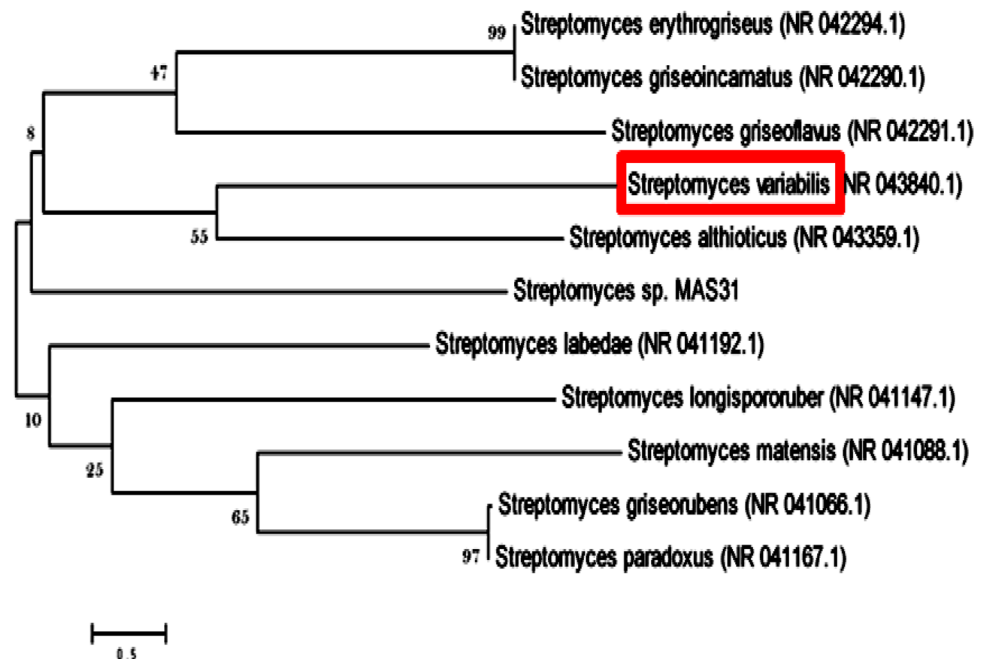 99
Streptomyces erythrogriseus (NR 042294.1)
47
Streptomyces griseoincarnatus (NR 042290.1)
8
Streptomyces griseoflavus (NR 042291.1)
Streptomyces variabilis (NR 043840.1)
55
Streptomyces althioticus (NR 043359.1)
Streptomyces sp. MAS31
Streptomyces labedae (NR 041192.1)
10
Streptomyces longispororuber (NR 041147.1)
25
Streptomyces matensis (NR 041088.1)
65
Streptomyces griseorubens (NR 041066.1)
97
Streptomyces paradoxus (NR 041167.1)
0.5